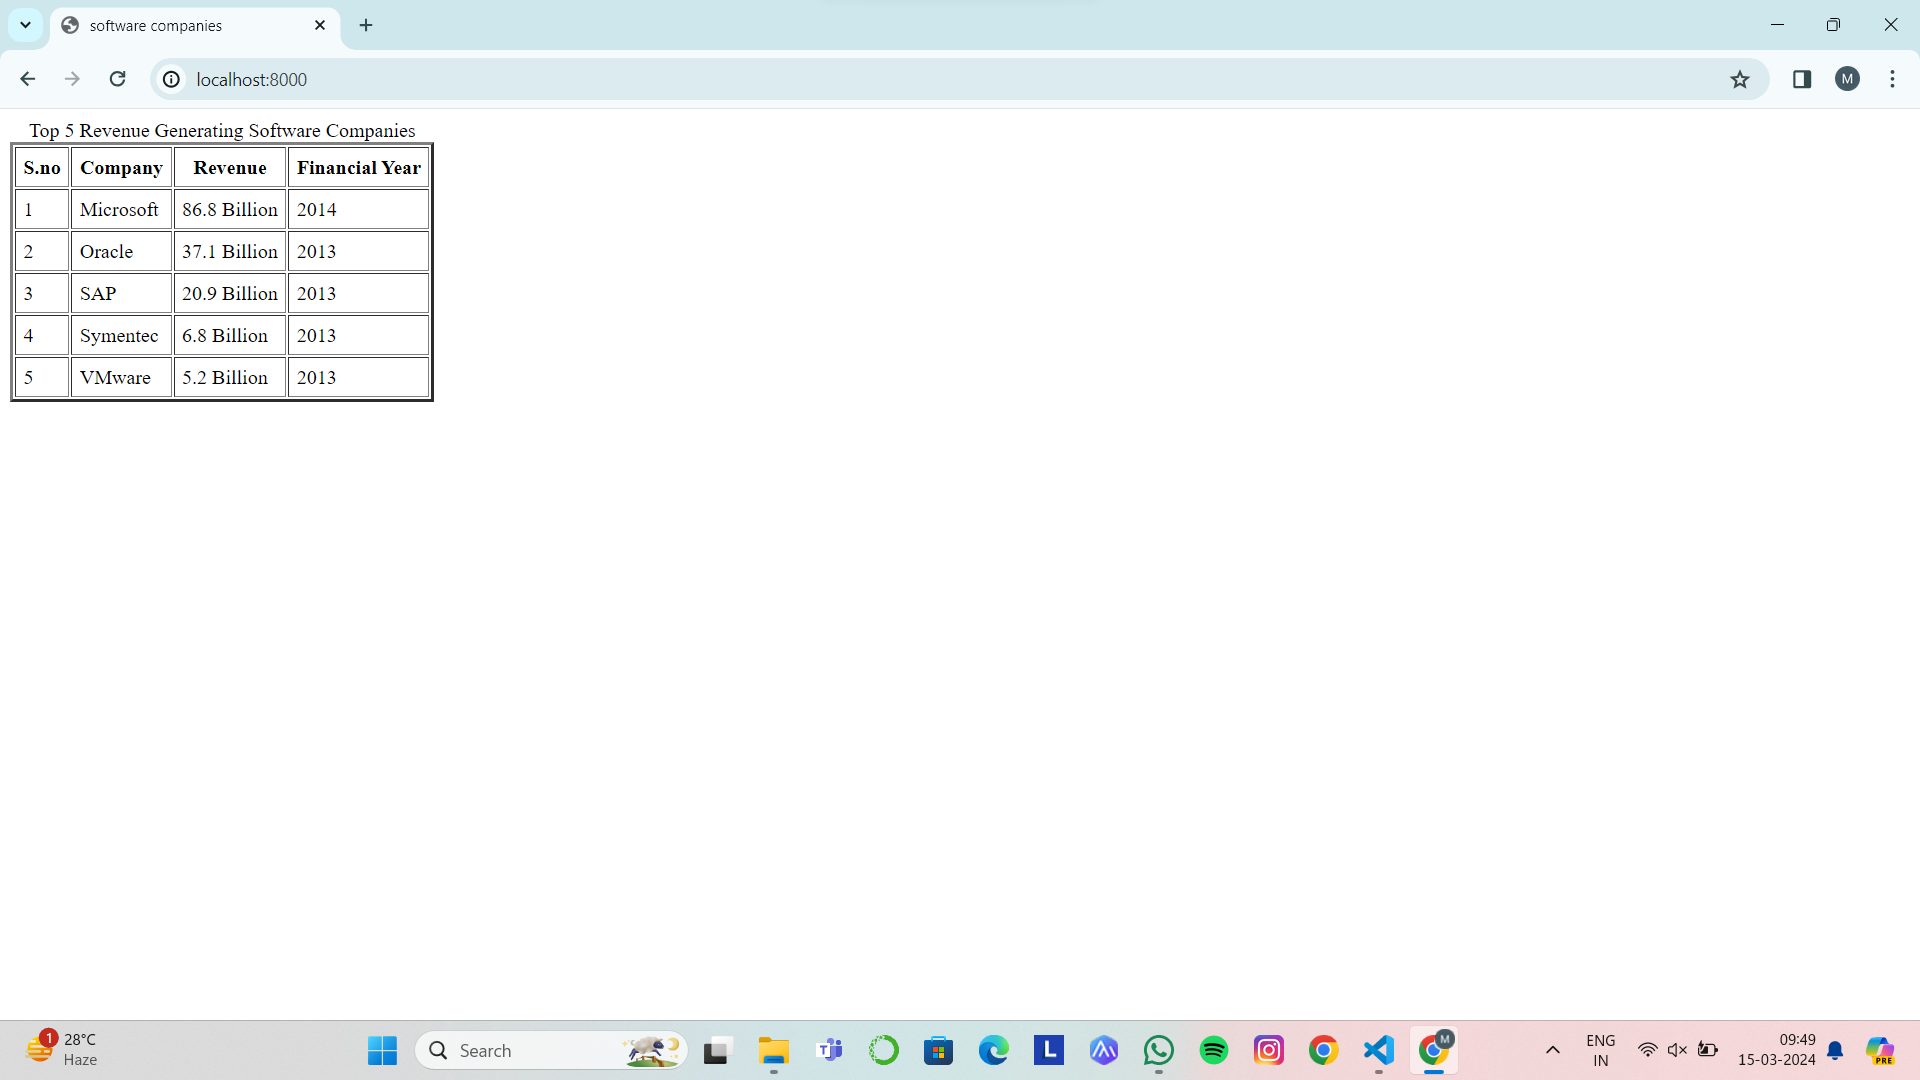 software companies
localhost:8000
M
Top 5 Revenue Generating Software Companies
S.no Company Revenue Financial Year
1 Microsoft 86.8 Billion 2014
2 Oracle 37.1 Billion 2013
3 SAP 20.9 Billion 2013
4 Symentec 6.8 Billion 2013
5 VMware 5.2 Billion 2013
1
28°C
Haze
Search
T
L
M
ENG
IN
09:49
15-03-2024
PRE